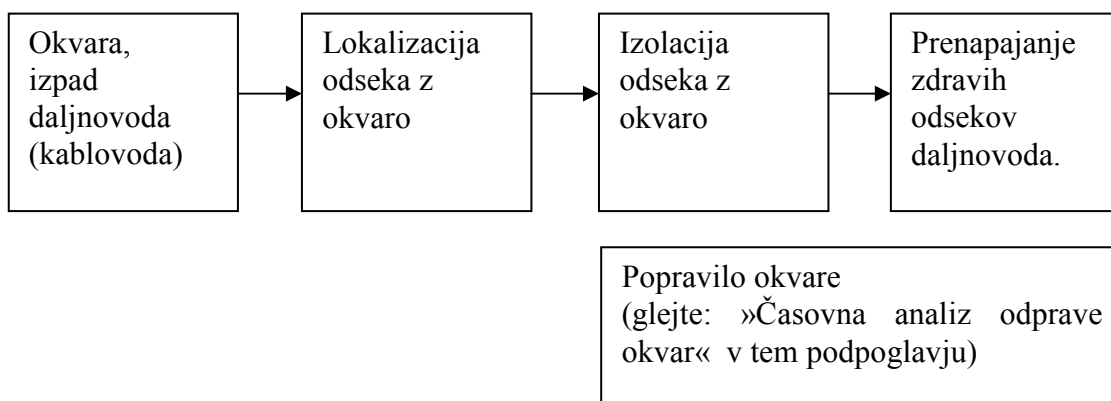 Okvara,
izpad
daljnovoda
(kablovoda)
Lokalizacija
odseka z
okvaro
Izolacija
odseka z
okvaro
Prenapajanje
zdravih
odsekov
daljnovoda.
Popravilo okvare
(glejte: »Časovna analiz odprave
okvar« v tem podpoglavju)